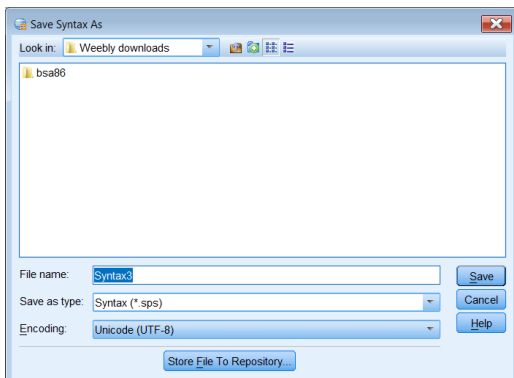 Save Syntax As
Look in: Weebly downloads
bsa86
File name: Syntax3 Save
Save as type: Syntax (*.sps) Cancel
Encoding: Unicode (UTF-8) Help
Store File To Repository...